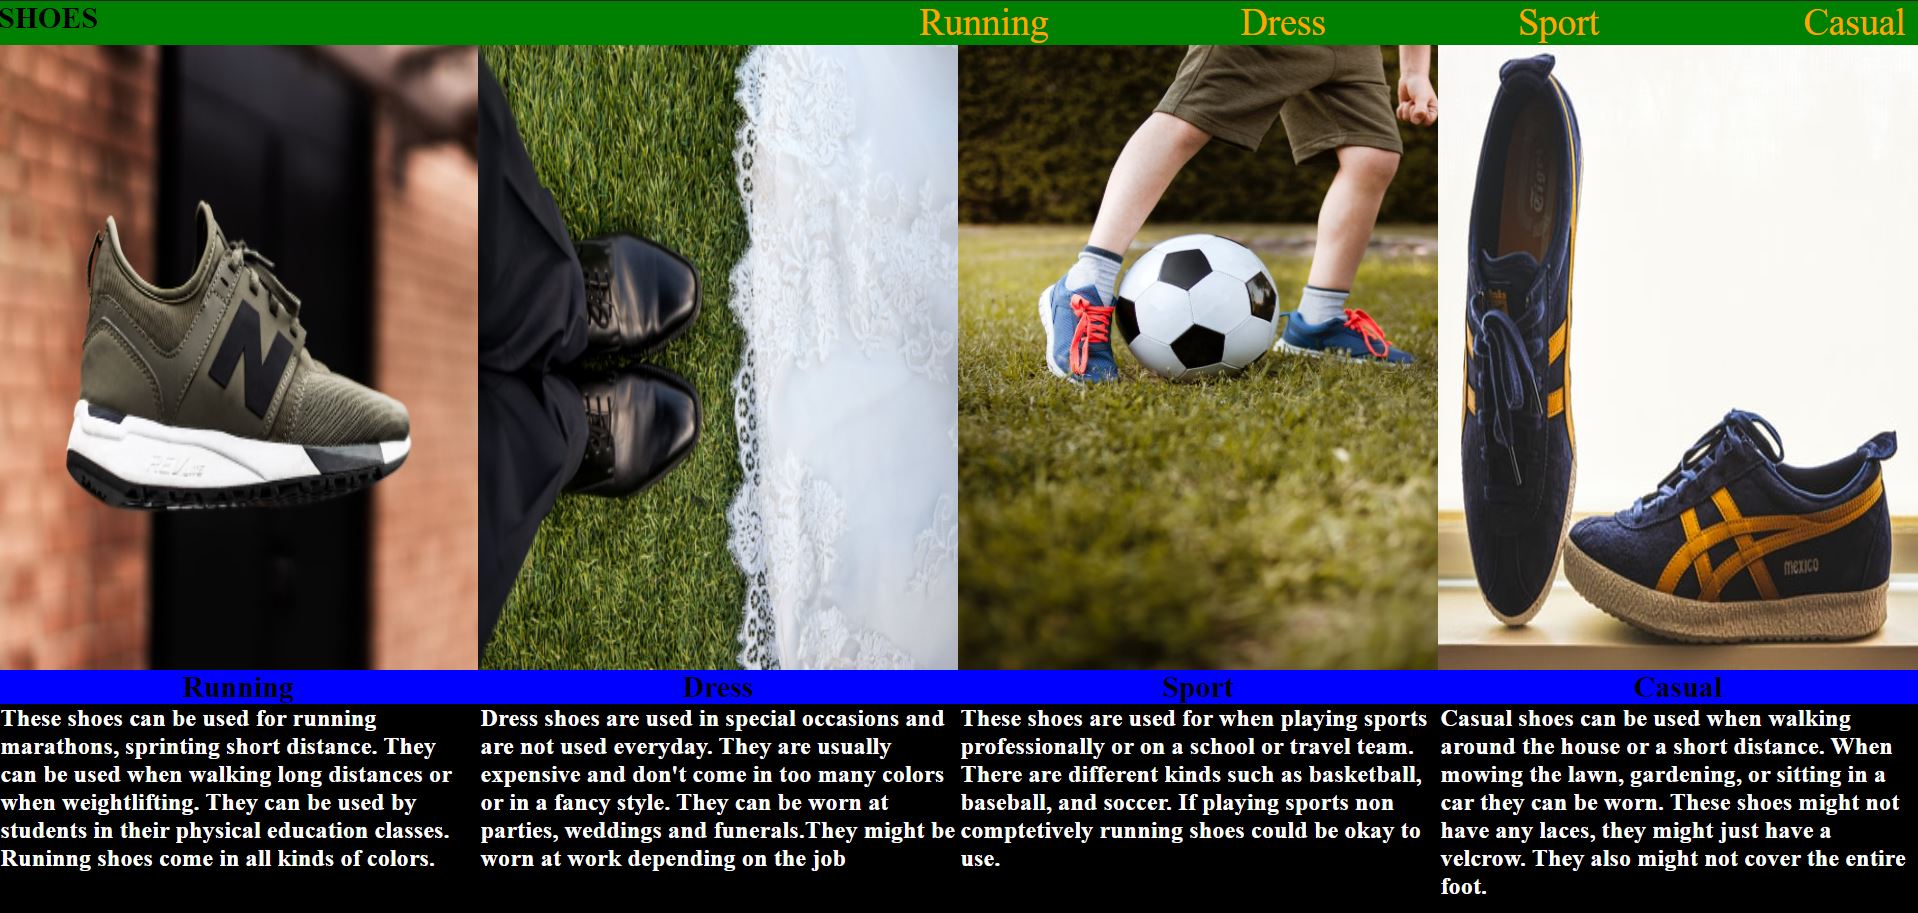 SHOES
Running
Dress
Sport
Casual
N
REVLITE
Tiger
MEXICO
Running
These shoes can be used for running
marathons, sprinting short distance. They
can be used when walking long distances or
when weightlifting. They can be used by
students in their physical education classes.
Runinng shoes come in all kinds of colors.
Dress
Dress shoes are used in special occasions and
are not used everyday. They are usually
expensive and don't come in too many colors
or in a fancy style. They can be worn at
parties, weddings and funerals.They might be
worn at work depending on the job
Sport
These shoes are used for when playing sports
professionally or on a school or travel team.
There are different kinds such as basketball,
baseball, and soccer. If playing sports non
comptetively running shoes could be okay to
use.
Casual
Casual shoes can be used when walking
around the house or a short distance. When
mowing the lawn, gardening, or sitting in a
car they can be worn. These shoes might not
have any laces, they might just have a
velcrow. They also might not cover the entire
foot.